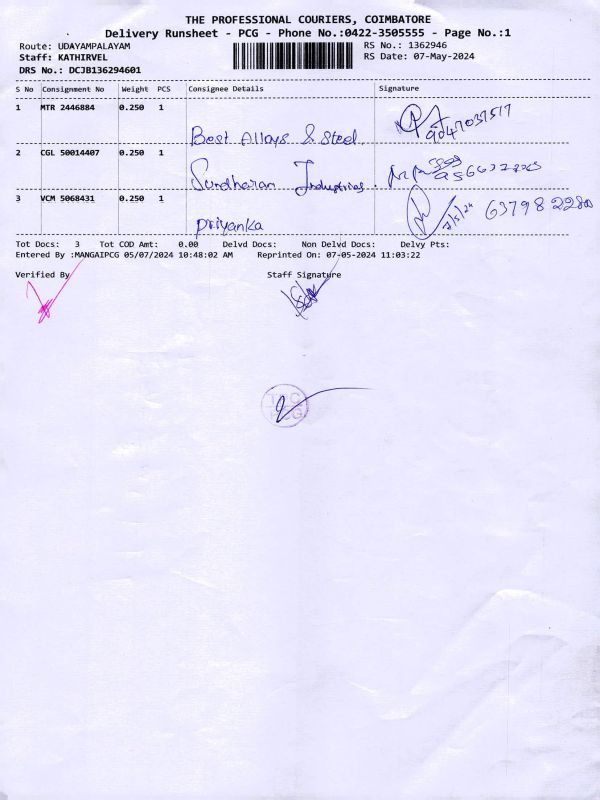 THE PROFESSIONAL COURIERS, COIMBATORE
Delivery Runsheet - PCG - Phone No.:0422-3505555 - Page No.:1
Route: UDAYAMPALAYAM
RS No.: 1362946
Staff: KATHIRVEL
RS Date: 07-May-2024
DRS No.: DCJB136294601
S No Consignment No Weight PCS Consignee Details Signature
1 MTR 2446884 0.250 1
Best Alloys & Steel 9047037517
2 CGL 50014407 0.250 1
Sundharan Industries.
3 VCM 5068431 0.250 1
Priyanka 7/5/24
Tot Docs: 3 Tot COD Amt: 0.00 Delvd Docs: Non Delvd Docs: Delvy Pts:
Entered By :MANGAIPCG 05/07/2024 10:48:02 AM Reprinted On: 07-05-2024 11:03:22
Verified By Staff Signature